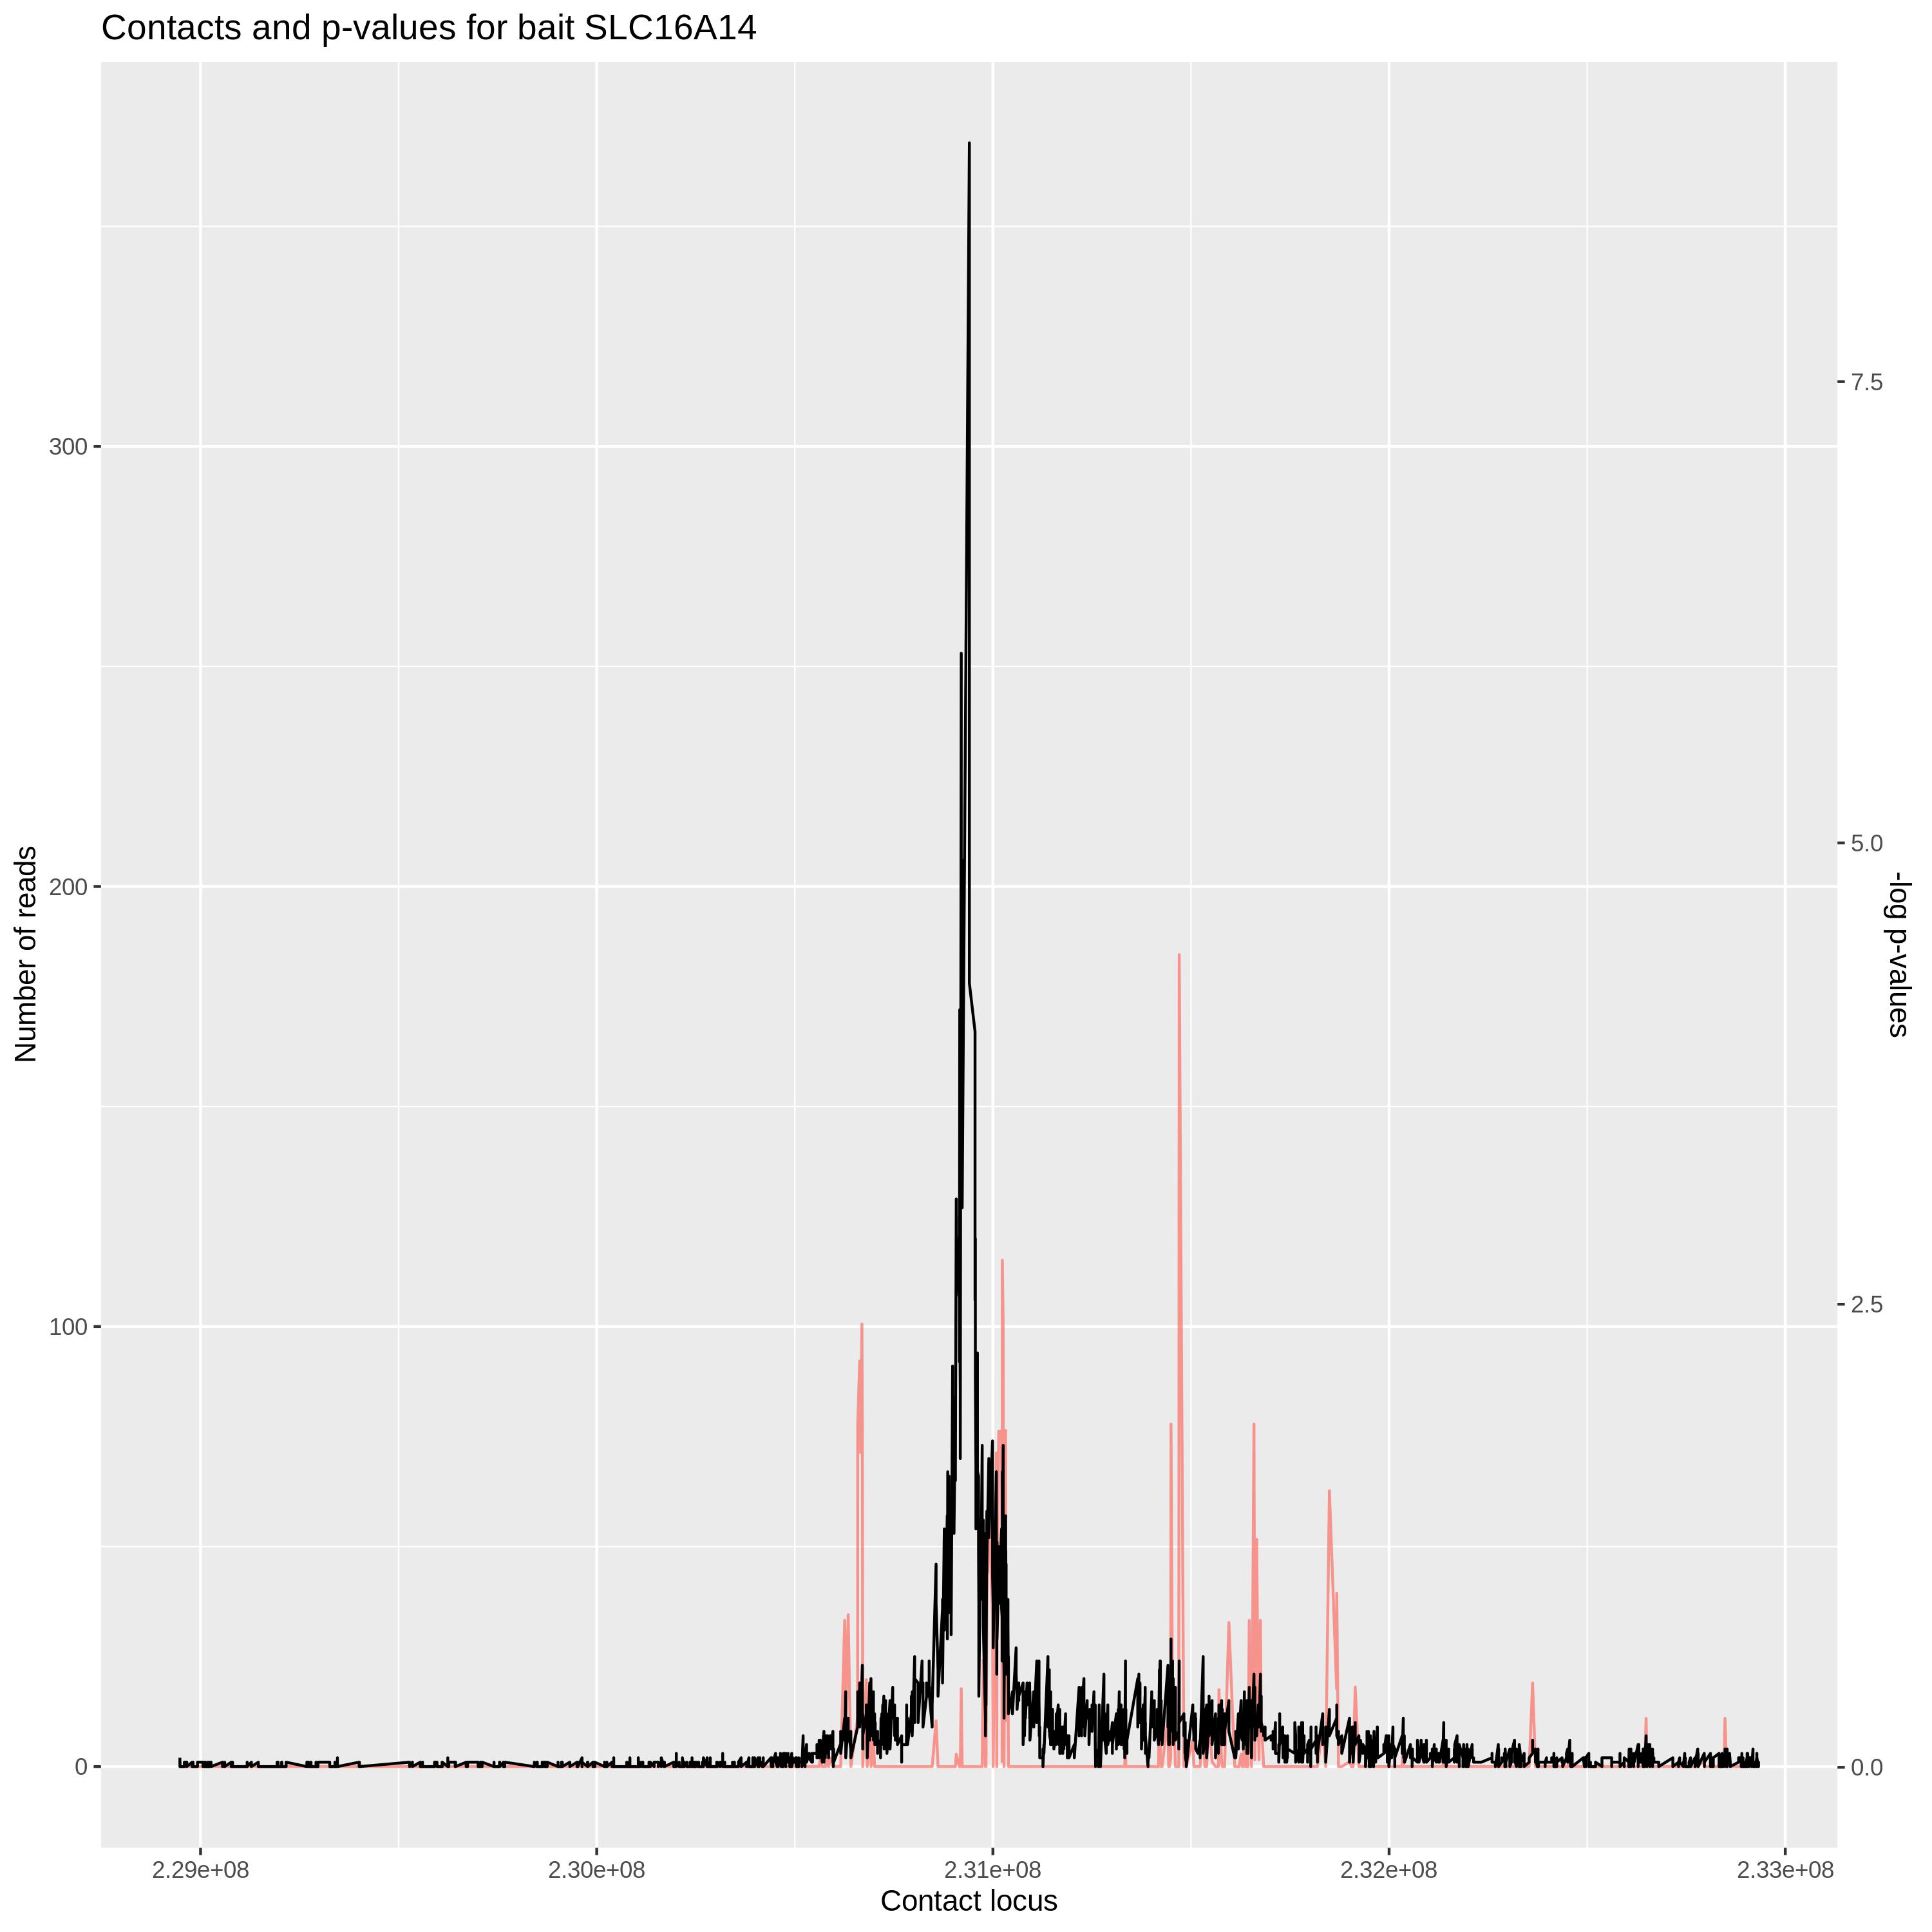 Contacts and p-values for bait SLC16A14
Number of reads
300
200
100
0
7.5
5.0
2.5
0.0
-log p-values
2.29e+08 2.30e+08 2.31e+08 2.32e+08 2.33e+08
Contact locus